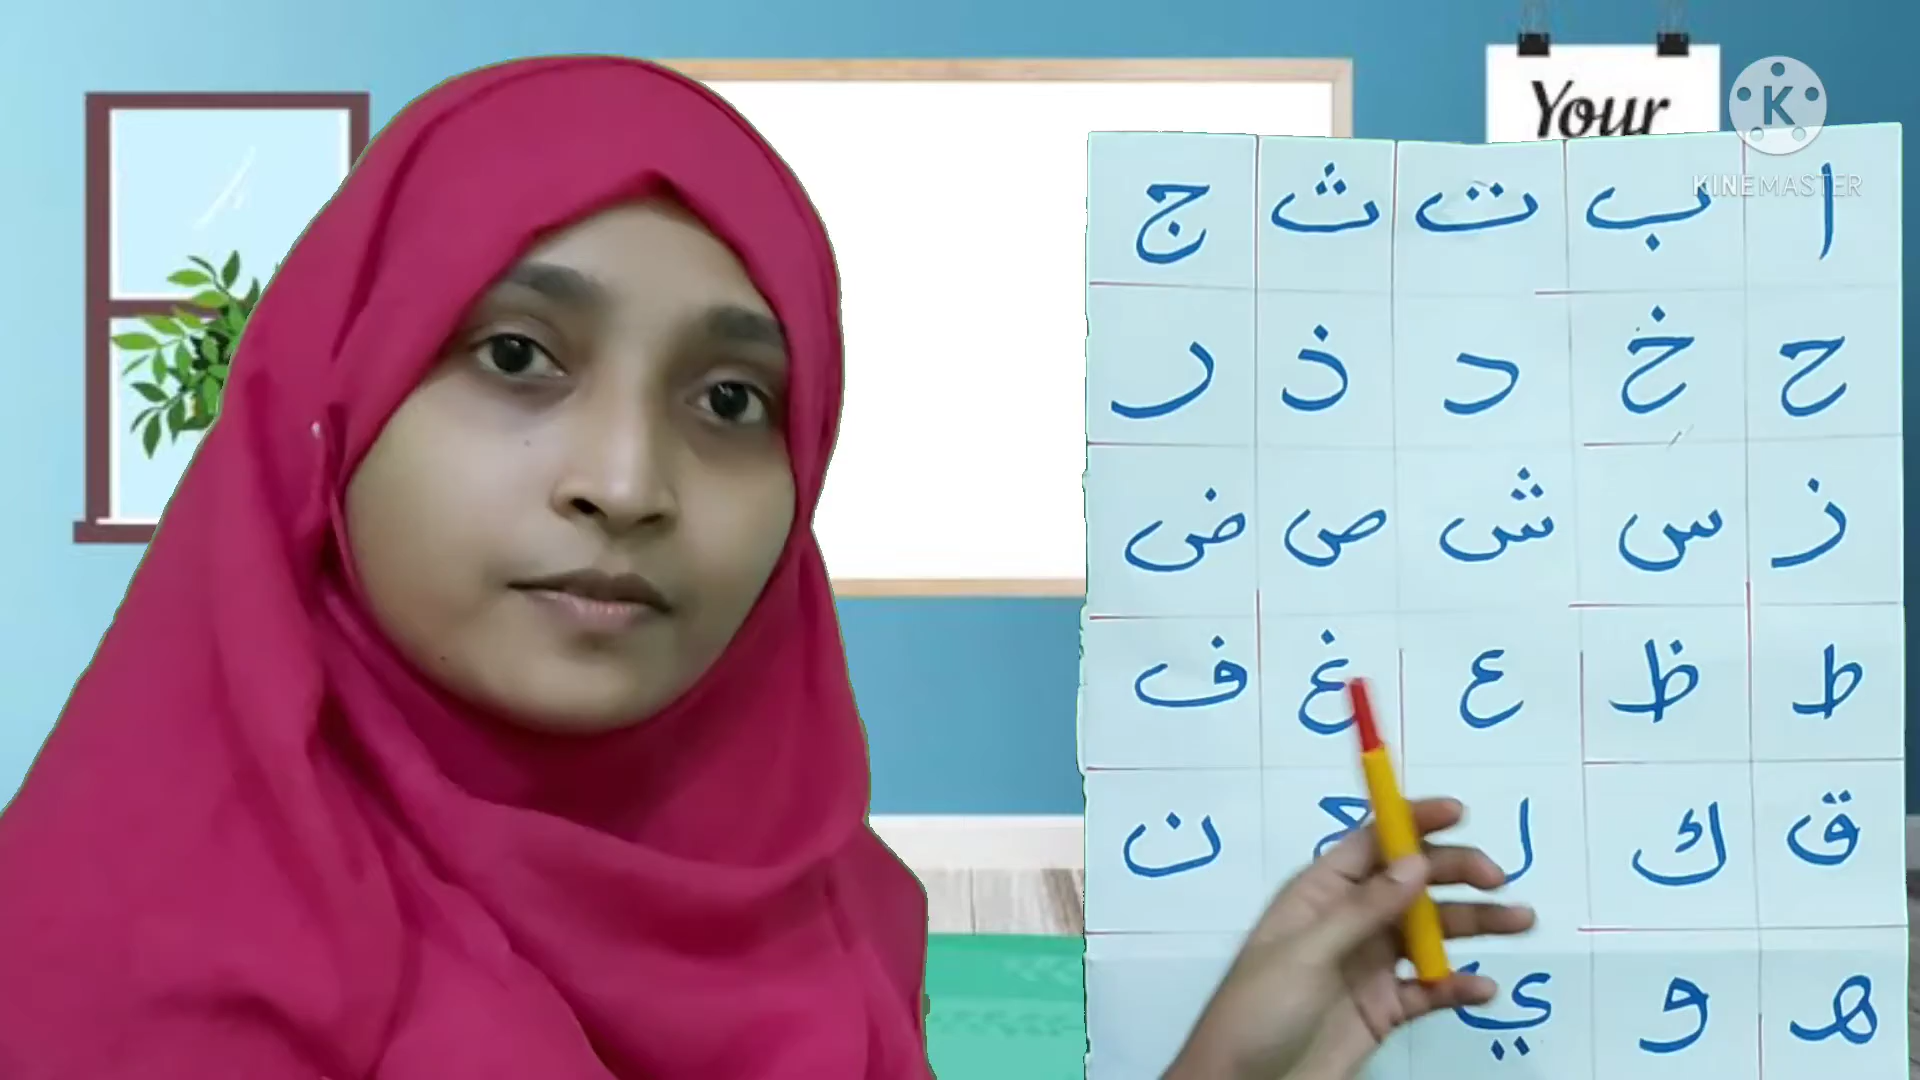 Your
K
KINEMASTER
ا ب ت ث ج
ح خ د ذ ر
ز س ش ص ض
ط ظ ع غ ف
ق ك ل ن
ه و ي